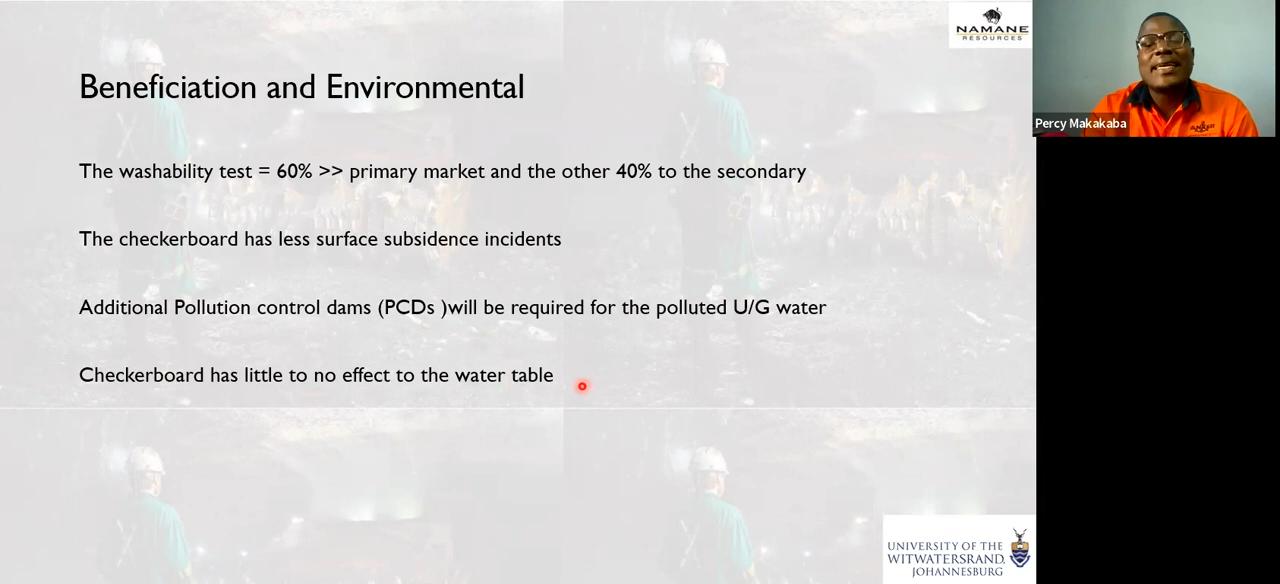 NAMANE
RESOURCES
Beneficiation and Environmental
Percy Makakaba
The washability test = 60% >> primary market and the other 40% to the secondary
The checkerboard has less surface subsidence incidents
Additional Pollution control dams (PCDs )will be required for the polluted U/G water
Checkerboard has little to no effect to the water table
UNIVERSITY OF THE
WITWATERSRAND,
JOHANNESBURG